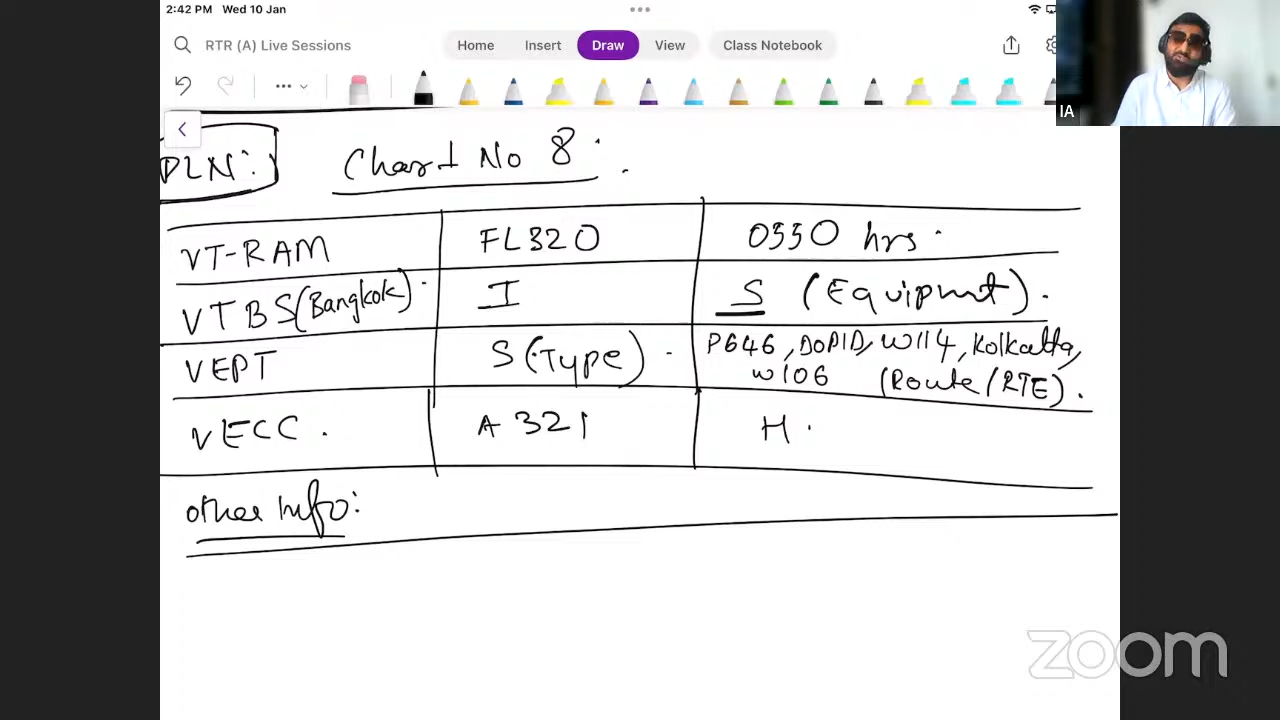 2:42 PM Wed 10 Jan
RTR (A) Live Sessions
Home Insert Draw View Class Notebook
IA
PLN:
Chart No 8
VT-RAM FL320 0330 hrs.
VTBS (Bangkok). I S (Equipmt).
VEPT S (Type). P646, DOPID, W114, Kolkatta,
W106 (Route/RTE).
VECC. A321 H.
other info:
zoom